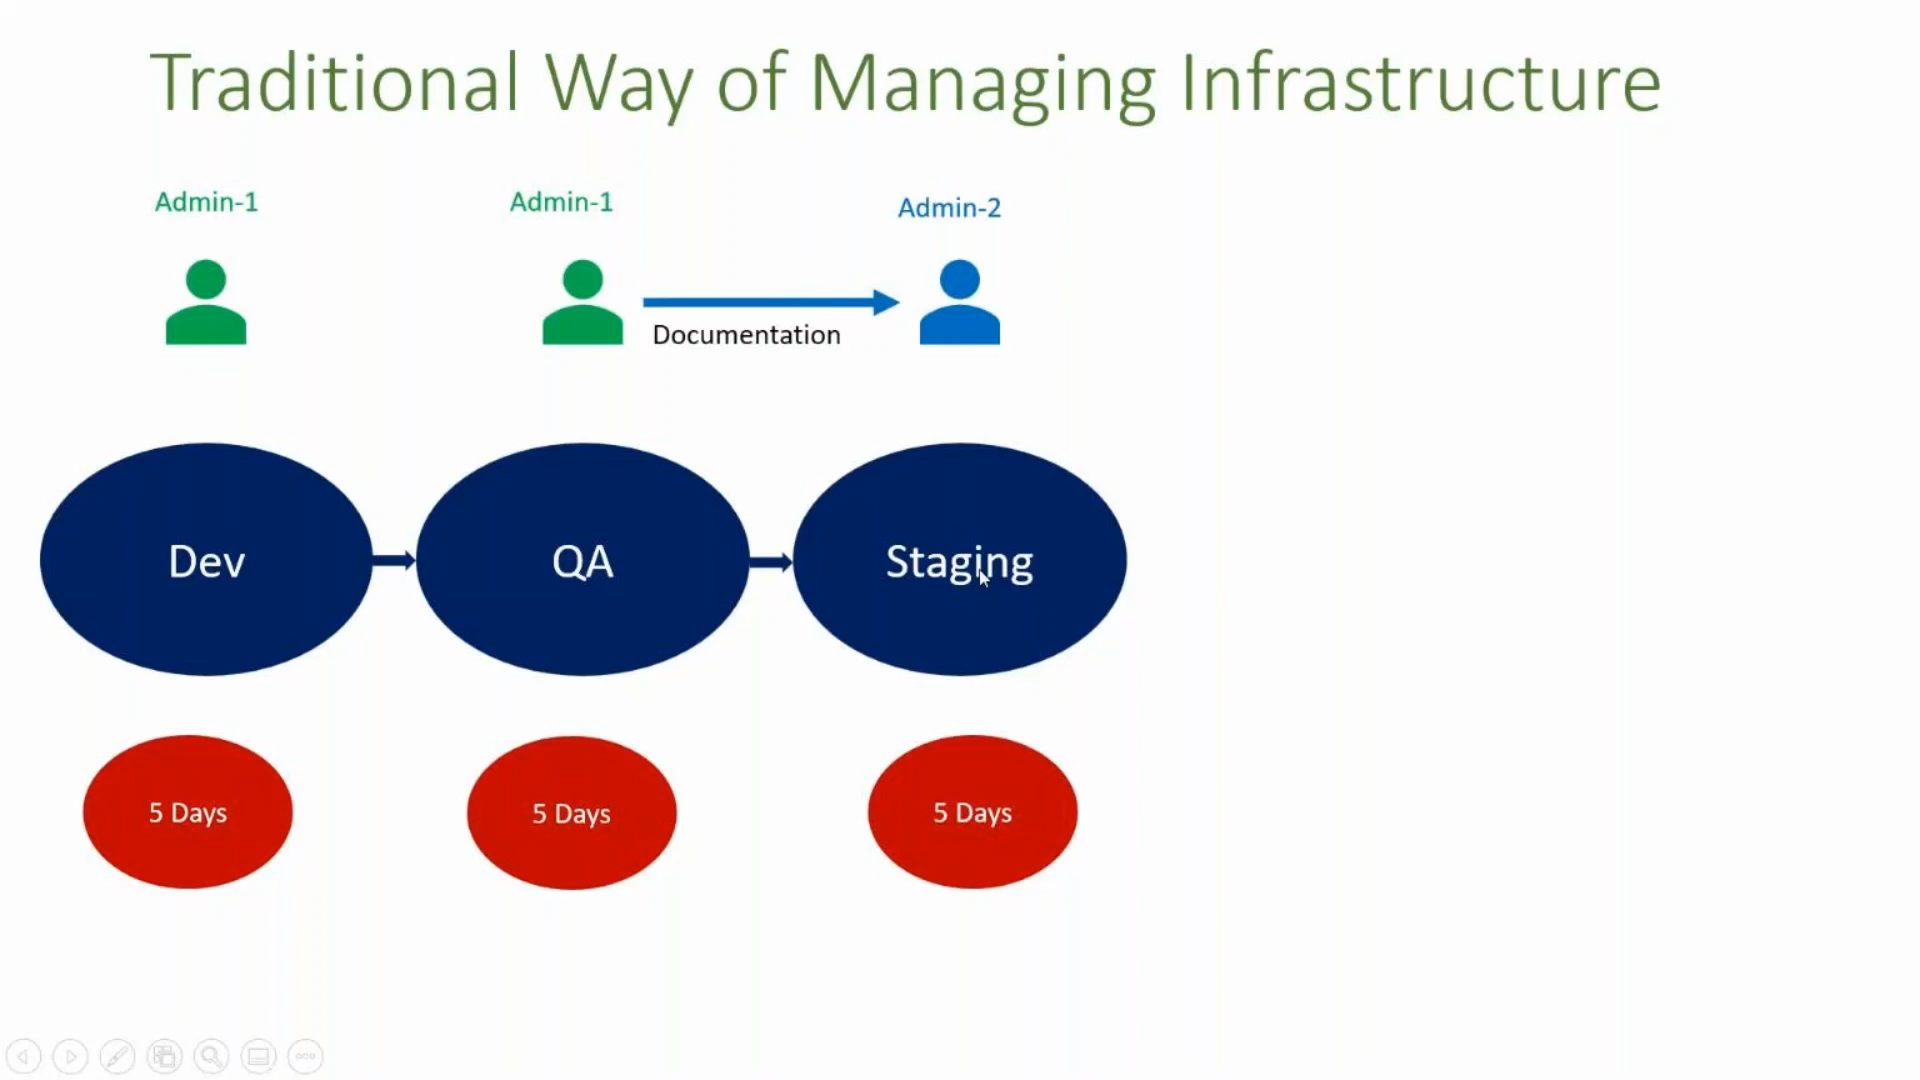 Traditional Way of Managing Infrastructure
Admin-1
Admin-1
Admin-2
Documentation
Dev
QA
Staging
5 Days
5 Days
5 Days